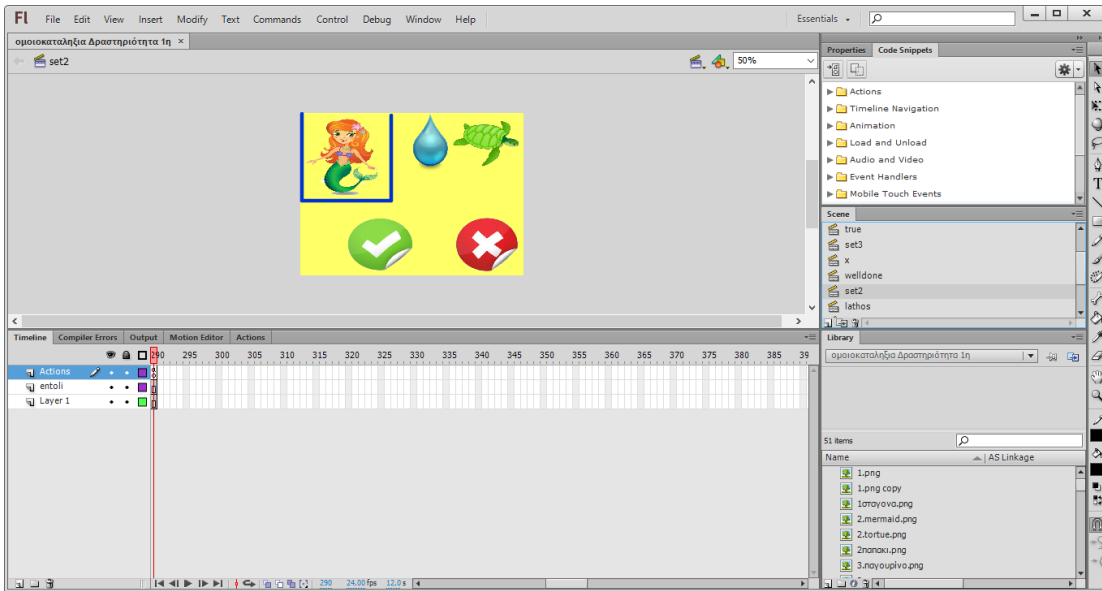 Fl File Edit View Insert Modify Text Commands Control Debug Window Help Essentials
ομοιοκαταληξια Δραστηριότητα 1η ×
set2 50%
Properties Code Snippets
Actions
Timeline Navigation
Animation
Load and Unload
Audio and Video
Event Handlers
Mobile Touch Events
Scene
true
set3
x
welldone
set2
lathos
Timeline Compiler Errors Output Motion Editor Actions
290 295 300 305 310 315 320 325 330 335 340 345 350 355 360 365 370 375 380 385 39
Actions
entoli
Layer 1
290 24.00 fps 12.0 s
Library
ομοιοκαταληξια Δραστηριότητα 1η
51 items
Name AS Linkage
1.png
1.png copy
1σταγονα.png
2.mermaid.png
2.tortue.png
2παπακι.png
3.παγουρίνο.png